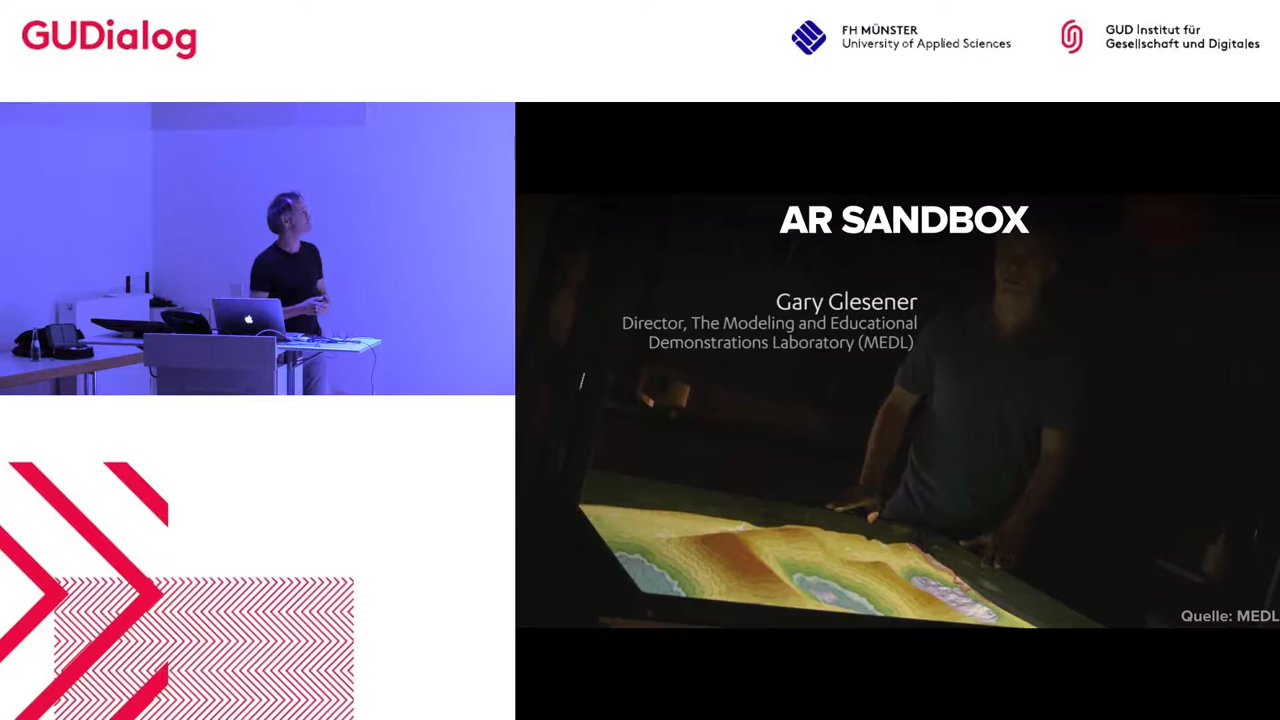 GUDialog
FH MÜNSTER
University of Applied Sciences
GUD Institut für
Gesellschaft und Digitales
AR SANDBOX
Gary Glesener
Director, The Modeling and Educational
Demonstrations Laboratory (MEDL)
Quelle: MEDL